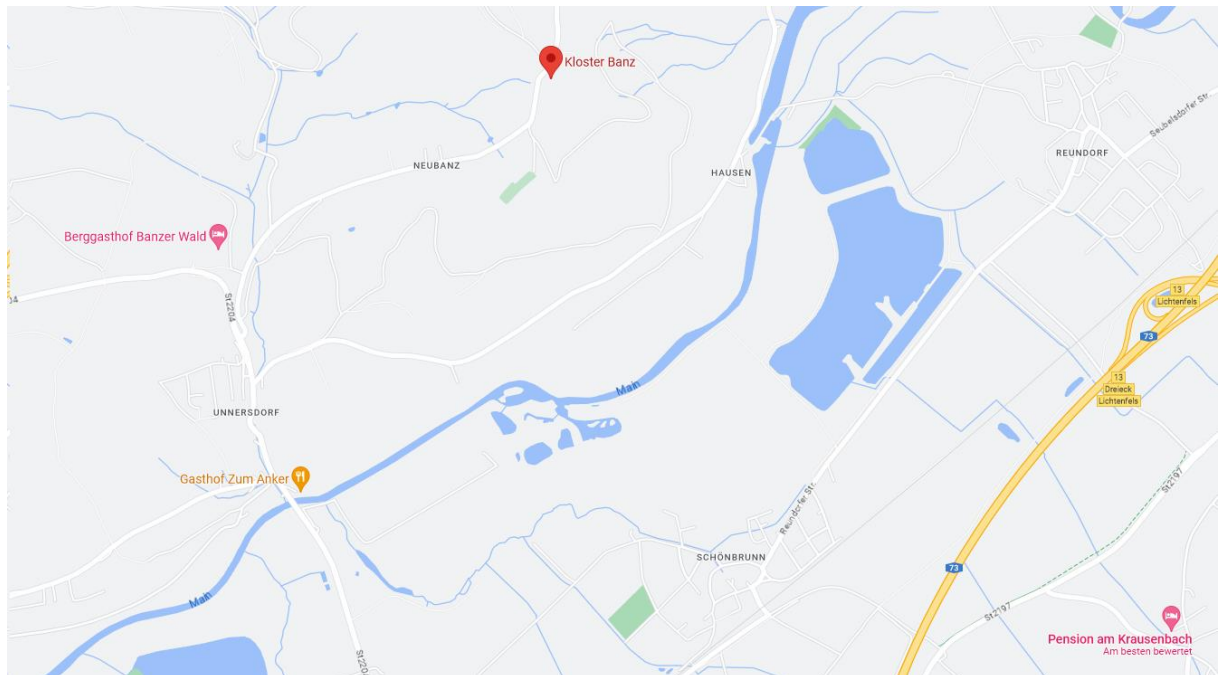 Kloster Banz
Seubelsdorfer Str.
NEUBANZ
HAUSEN
REUNDORF
Berggasthof Banzer Wald
St2204
13
Lichtenfels
73
Main
13
Dreieck
Lichtenfels
UNNERSDORF
Gasthof Zum Anker
St2197
Reundorfer Str.
SCHÖNBRUNN
73
Main
St2197
Pension am Krausenbach
Am besten bewertet
St2204